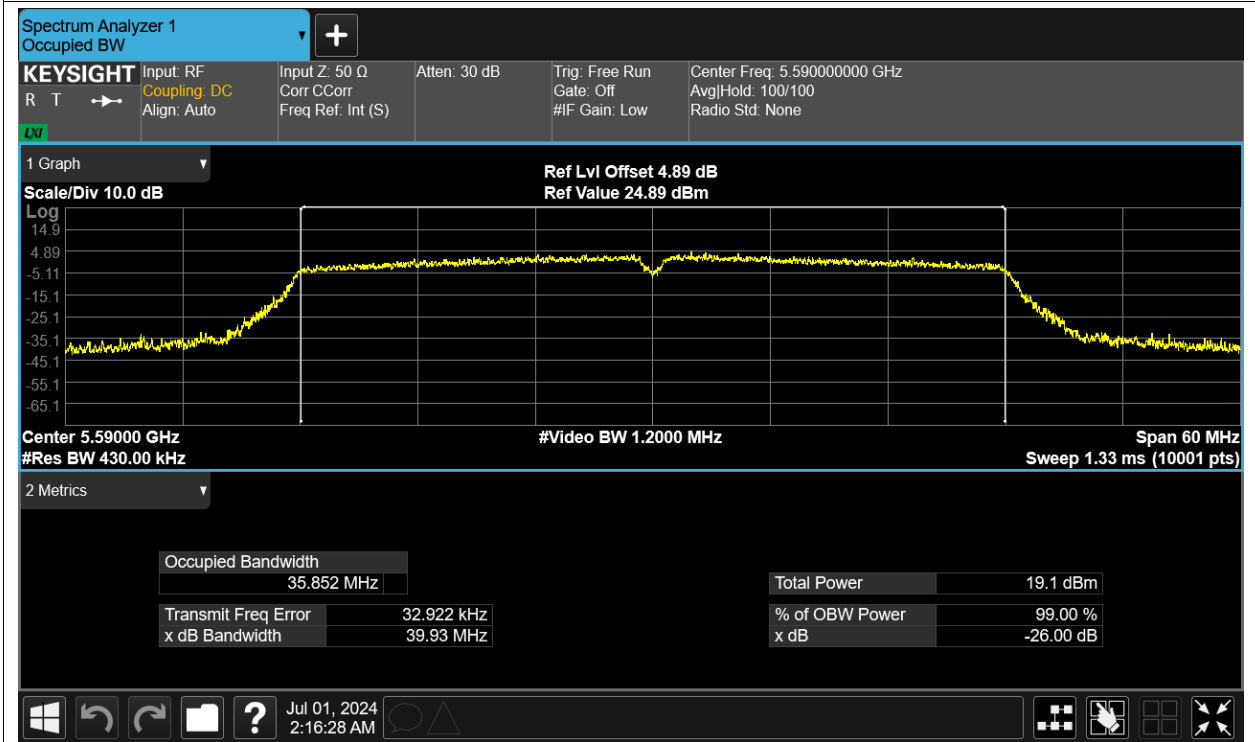 Spectrum Analyzer 1
Occupied BW
KEYSIGHT
R T
LXI
Input: RF
Coupling: DC
Align: Auto
Input Z: 50 Ω
Corr CCorr
Freq Ref: Int (S)
Atten: 30 dB
Trig: Free Run
Gate: Off
#IF Gain: Low
Center Freq: 5.590000000 GHz
Avg|Hold: 100/100
Radio Std: None
1 Graph
Scale/Div 10.0 dB
Ref Lvl Offset 4.89 dB
Ref Value 24.89 dBm
Log
14.9
4.89
-5.11
-15.1
-25.1
-35.1
-45.1
-55.1
-65.1
Center 5.59000 GHz
#Video BW 1.2000 MHz
Span 60 MHz
#Res BW 430.00 kHz
Sweep 1.33 ms (10001 pts)
2 Metrics
Occupied Bandwidth
35.852 MHz
Total Power 19.1 dBm
Transmit Freq Error 32.922 kHz
% of OBW Power 99.00 %
x dB Bandwidth 39.93 MHz
x dB -26.00 dB
?
Jul 01, 2024
2:16:28 AM